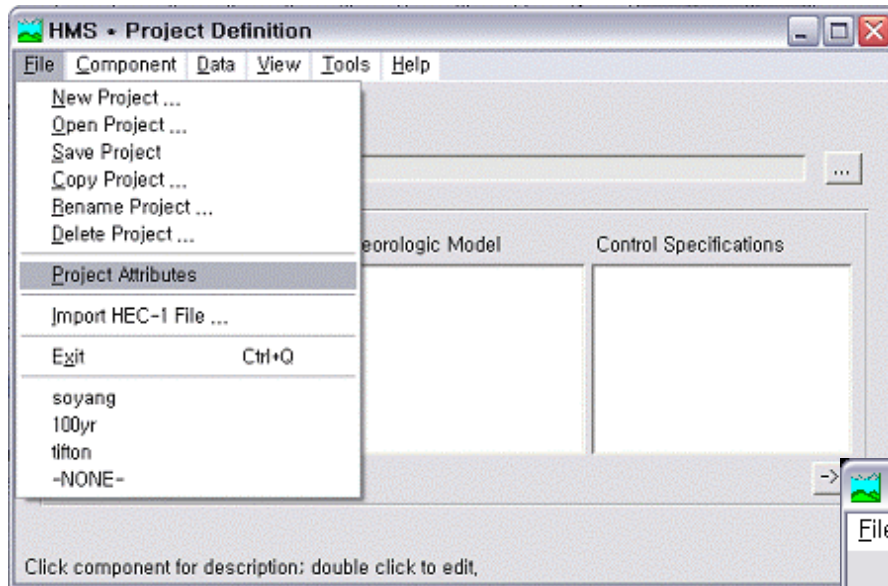 HMS • Project Definition
File Component Data View Tools Help
New Project ...
Open Project ...
Save Project
Copy Project ...
Rename Project ...
Delete Project ...
Project Attributes
Import HEC-1 File ...
Exit Ctrl+Q
soyang
100yr
tifton
-NONE-
...
eorologic Model Control Specifications
->
Click component for description; double click to edit,
File